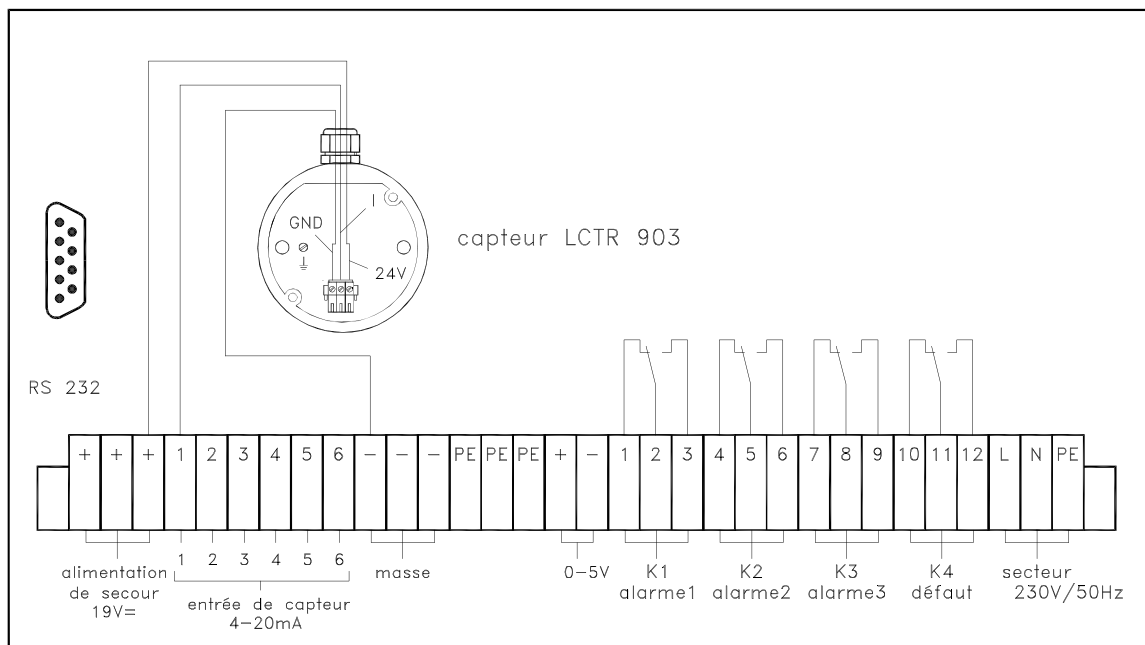 I
GND
24V
capteur LCTR 903
RS 232
+ + + 1 2 3 4 5 6 − − − PE PE PE + − 1 2 3 4 5 6 7 8 9 10 11 12 L N PE
1 2 3 4 5 6
alimentation
de secour
19V=
entrée de capteur
4−20mA
masse
0−5V
K1
alarme1
K2
alarme2
K3
alarme3
K4
défaut
secteur
230V/50Hz